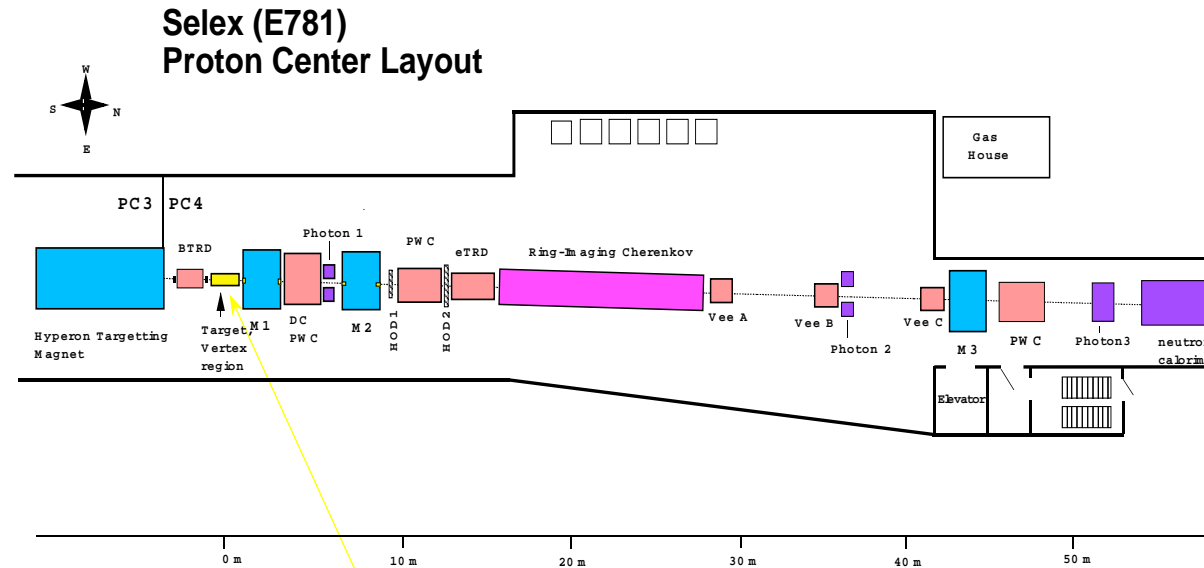 Selex (E781)
Proton Center Layout
W
S
N
E
Gas
House
PC3
PC4
BTRD
Photon 1
PWC
eTRD
Ring-Imaging Cherenkov
Hyperon Targetting
Magnet
Target,
Vertex
region
M1
DC
PWC
M2
HOD1
HOD2
Vee A
Vee B
Photon 2
Vee C
M3
PWC
Photon3
neutron
calorim
Elevator
0 m
10 m
20 m
30 m
40 m
50 m